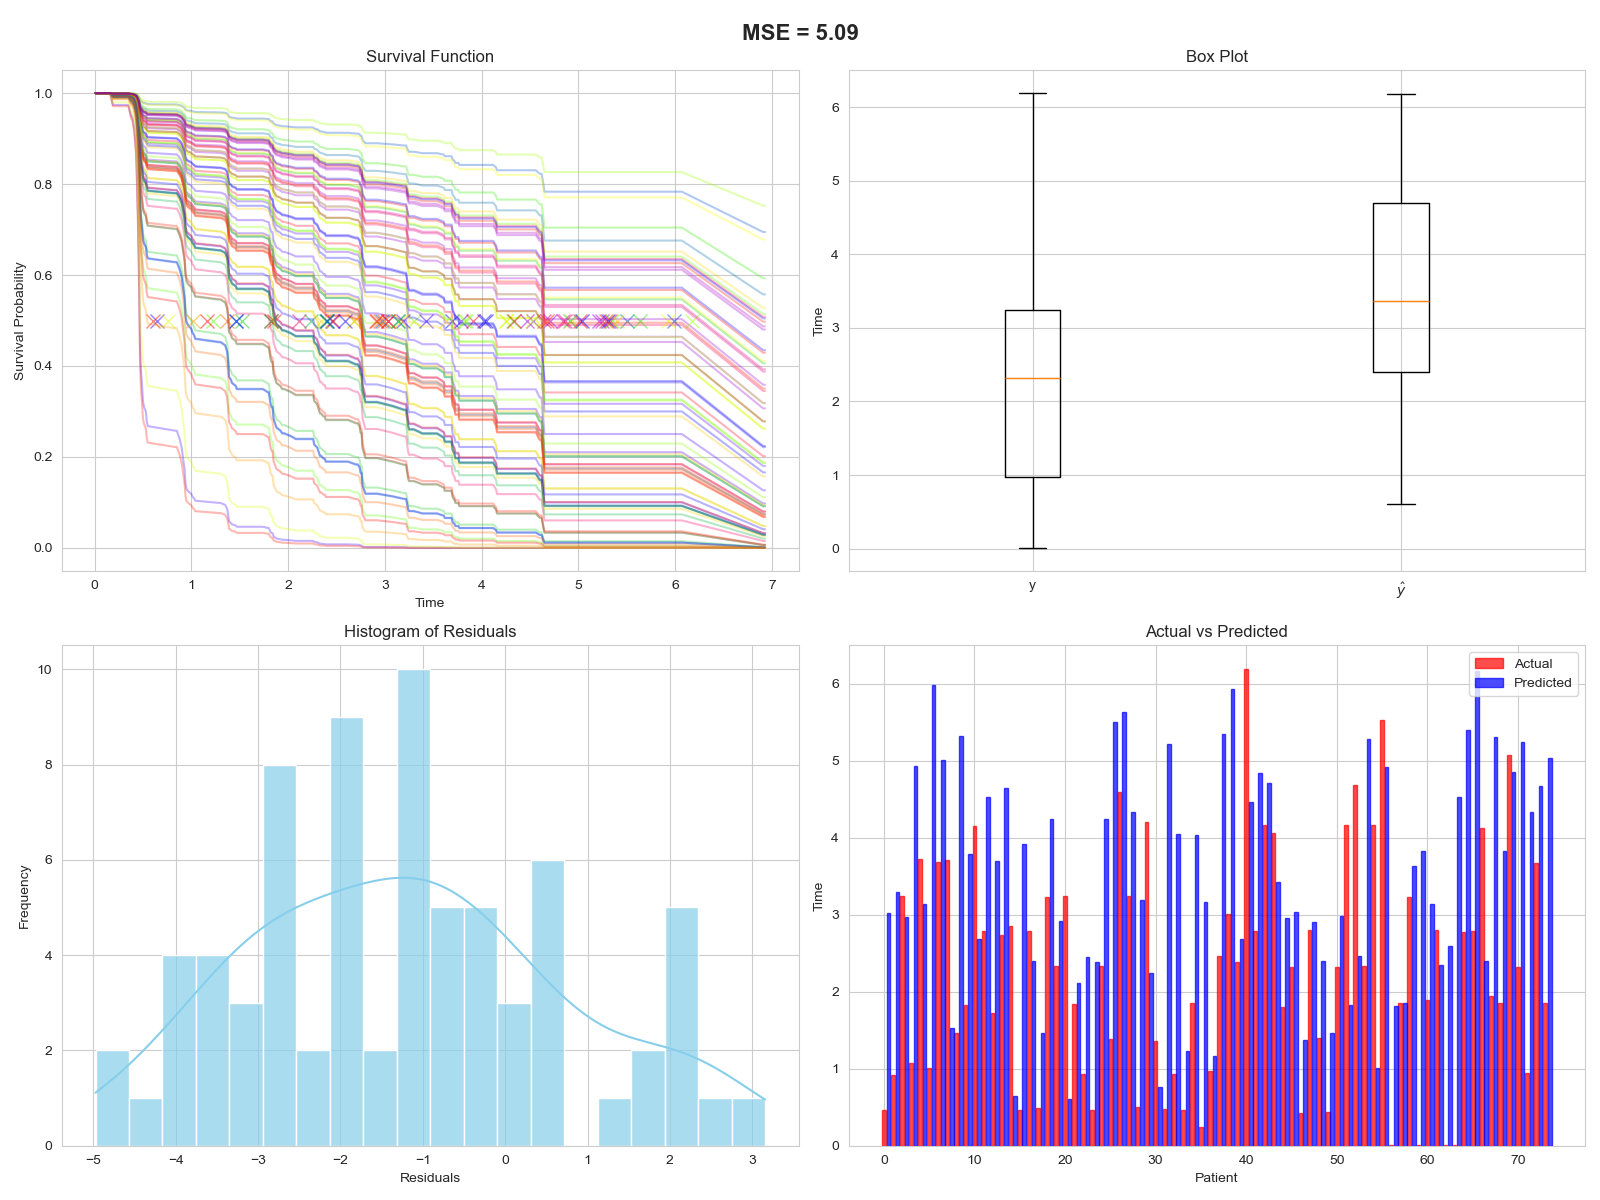 MSE = 5.09
Survival Function
Survival Probability
1.0
0.8
0.6
0.4
0.2
0.0
0 1 2 3 4 5 6 7
Time
Box Plot
Time
6
5
4
3
2
1
0
y ŷ
Histogram of Residuals
Frequency
10
8
6
4
2
0
−5 −4 −3 −2 −1 0 1 2 3
Residuals
Actual vs Predicted
Actual
Predicted
Time
6
5
4
3
2
1
0
0 10 20 30 40 50 60 70
Patient